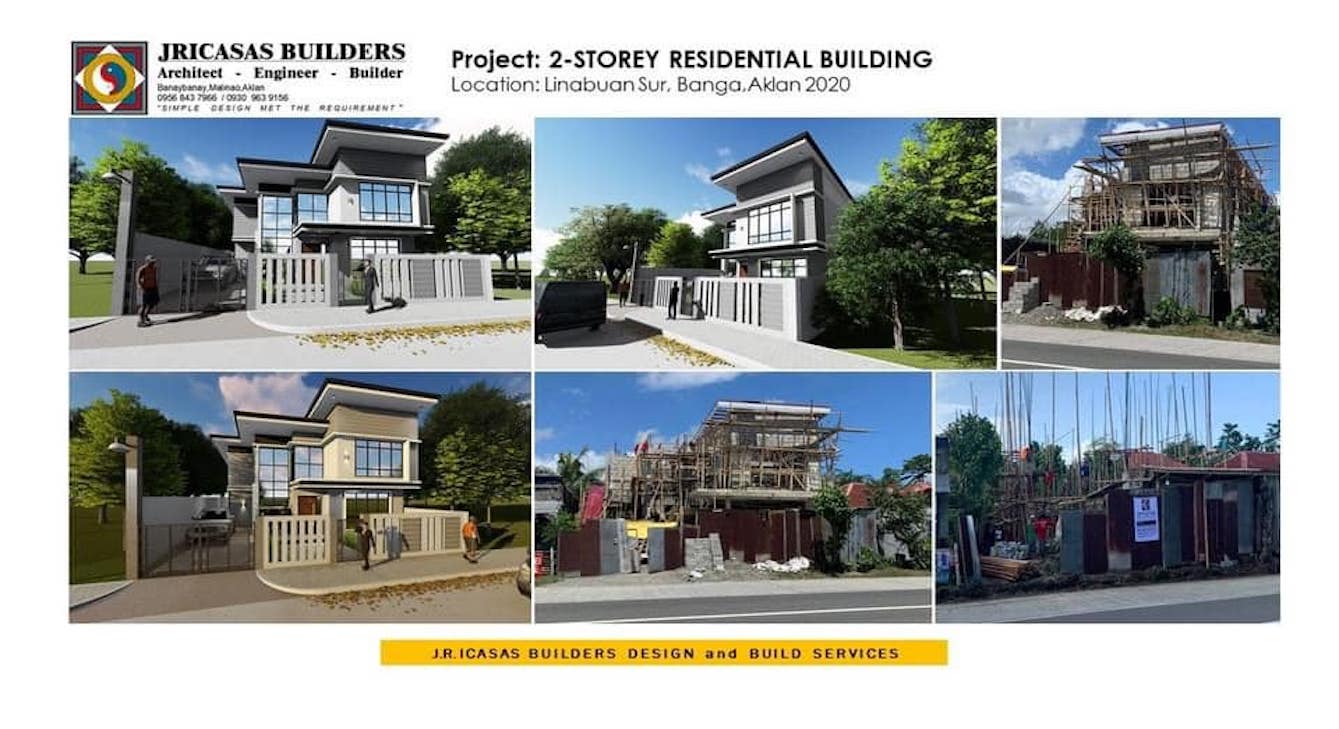 JRICASAS BUILDERS
Architect - Engineer - Builder
Banaybanay,Malinao,Aklan
0956 843 7966 / 0930 963 9156
"SIMPLE DESIGN MET THE REQUIREMENT"
Project: 2-STOREY RESIDENTIAL BUILDING
Location: Linabuan Sur, Banga,Aklan 2020
J.R.ICASAS BUILDERS DESIGN and BUILD SERVICES